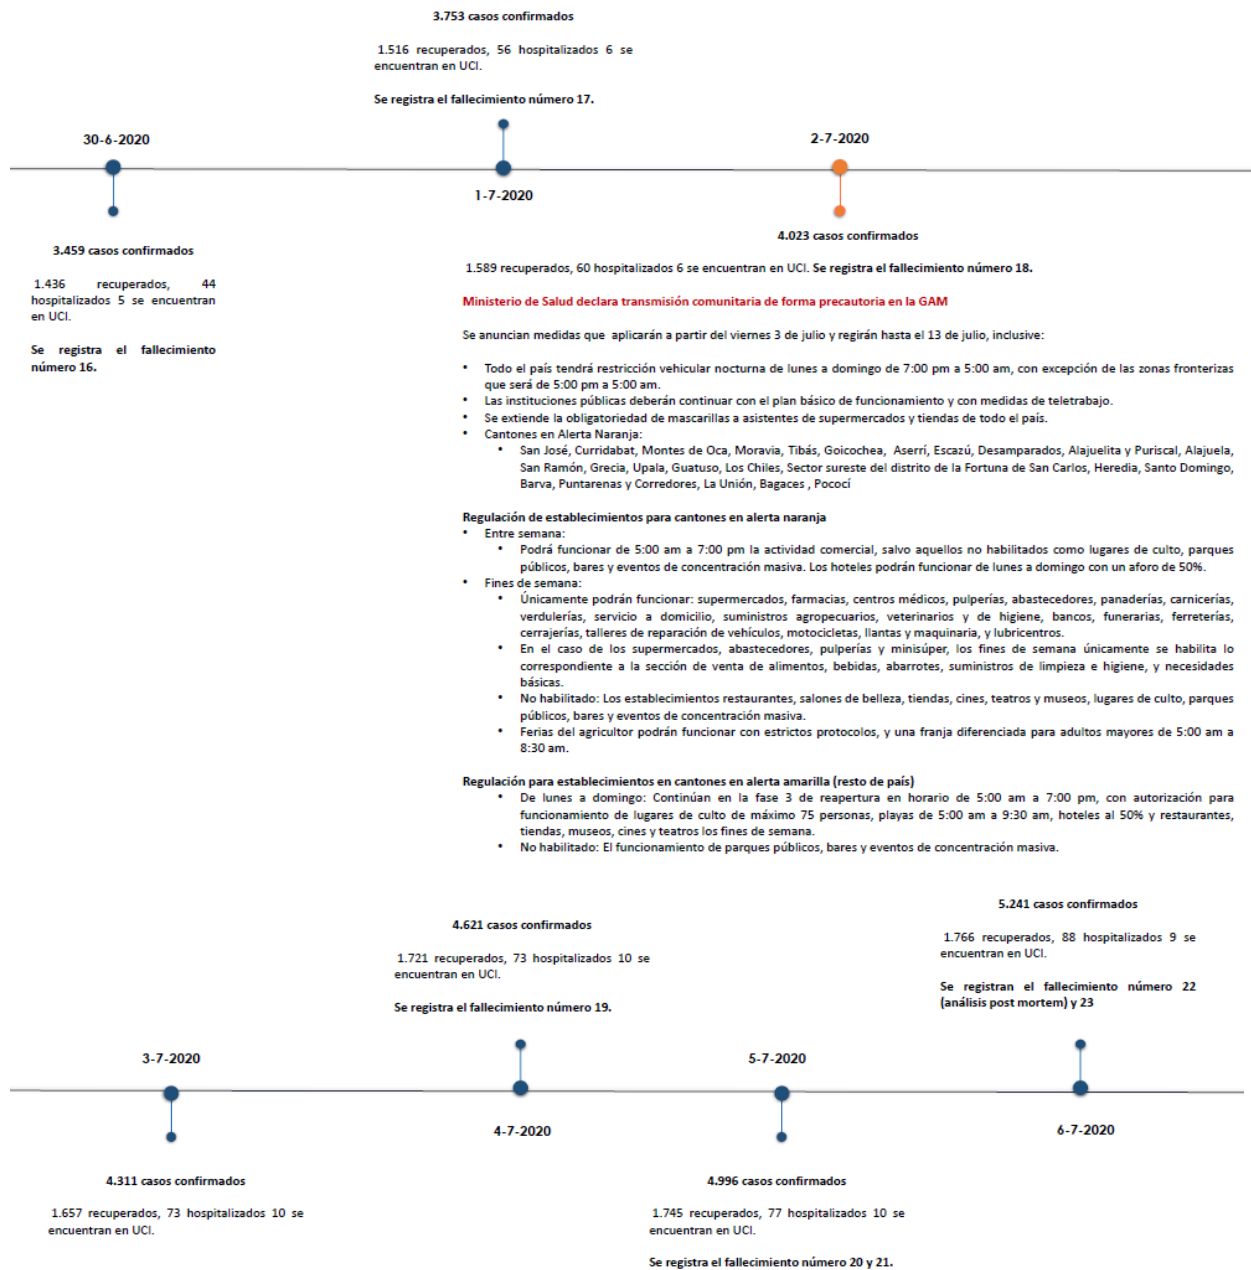 3.753 casos confirmados
1.516 recuperados, 56 hospitalizados 6 se
encuentran en UCI.
Se registra el fallecimiento número 17.
30-6-2020
2-7-2020
1-7-2020
3.459 casos confirmados
1.436 recuperados, 44
hospitalizados 5 se encuentran
en UCI.
Se registra el fallecimiento
número 16.
4.023 casos confirmados
1.589 recuperados, 60 hospitalizados 6 se encuentran en UCI. Se registra el fallecimiento número 18.
Ministerio de Salud declara transmisión comunitaria de forma precautoria en la GAM
Se anuncian medidas que aplicarán a partir del viernes 3 de julio y regirán hasta el 13 de julio, inclusive:
• Todo el país tendrá restricción vehicular nocturna de lunes a domingo de 7:00 pm a 5:00 am, con excepción de las zonas fronterizas
que será de 5:00 pm a 5:00 am.
• Las instituciones públicas deberán continuar con el plan básico de funcionamiento y con medidas de teletrabajo.
• Se extiende la obligatoriedad de mascarillas a asistentes de supermercados y tiendas de todo el país.
• Cantones en Alerta Naranja:
• San José, Curridabat, Montes de Oca, Moravia, Tibás, Goicochea, Aserrí, Escazú, Desamparados, Alajuelita y Puriscal, Alajuela,
San Ramón, Grecia, Upala, Guatuso, Los Chiles, Sector sureste del distrito de la Fortuna de San Carlos, Heredia, Santo Domingo,
Barva, Puntarenas y Corredores, La Unión, Bagaces , Pococí
Regulación de establecimientos para cantones en alerta naranja
• Entre semana:
• Podrá funcionar de 5:00 am a 7:00 pm la actividad comercial, salvo aquellos no habilitados como lugares de culto, parques
públicos, bares y eventos de concentración masiva. Los hoteles podrán funcionar de lunes a domingo con un aforo de 50%.
• Fines de semana:
• Únicamente podrán funcionar: supermercados, farmacias, centros médicos, pulperías, abastecedores, panaderías, carnicerías,
verdulerías, servicio a domicilio, suministros agropecuarios, veterinarios y de higiene, bancos, funerarias, ferreterías,
cerrajerías, talleres de reparación de vehículos, motocicletas, llantas y maquinaria, y lubricentros.
• En el caso de los supermercados, abastecedores, pulperías y minisúper, los fines de semana únicamente se habilita lo
correspondiente a la sección de venta de alimentos, bebidas, abarrotes, suministros de limpieza e higiene, y necesidades
básicas.
• No habilitado: Los establecimientos restaurantes, salones de belleza, tiendas, cines, teatros y museos, lugares de culto, parques
públicos, bares y eventos de concentración masiva.
• Ferias del agricultor podrán funcionar con estrictos protocolos, y una franja diferenciada para adultos mayores de 5:00 am a
8:30 am.
Regulación para establecimientos en cantones en alerta amarilla (resto de país)
• De lunes a domingo: Continúan en la fase 3 de reapertura en horario de 5:00 am a 7:00 pm, con autorización para
funcionamiento de lugares de culto de máximo 75 personas, playas de 5:00 am a 9:30 am, hoteles al 50% y restaurantes,
tiendas, museos, cines y teatros los fines de semana.
• No habilitado: El funcionamiento de parques públicos, bares y eventos de concentración masiva.
4.621 casos confirmados
1.721 recuperados, 73 hospitalizados 10 se
encuentran en UCI.
Se registra el fallecimiento número 19.
5.241 casos confirmados
1.766 recuperados, 88 hospitalizados 9 se
encuentran en UCI.
Se registran el fallecimiento número 22
(análisis post mortem) y 23
3-7-2020
5-7-2020
4-7-2020
6-7-2020
4.311 casos confirmados
1.657 recuperados, 73 hospitalizados 10 se
encuentran en UCI.
4.996 casos confirmados
1.745 recuperados, 77 hospitalizados 10 se
encuentran en UCI.
Se registra el fallecimiento número 20 y 21.